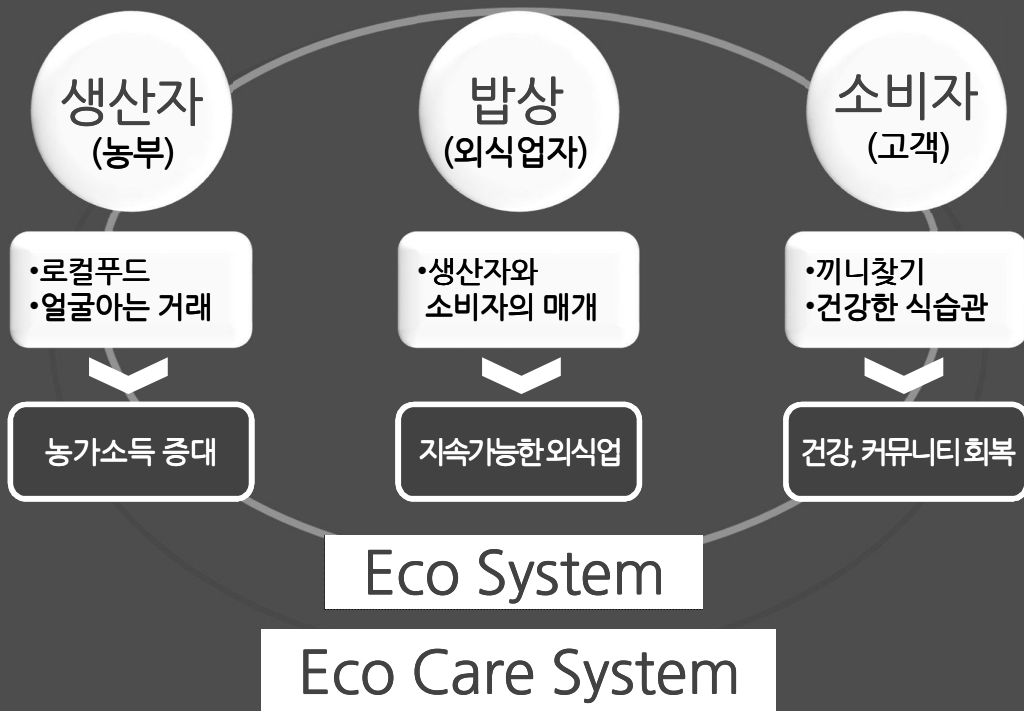 생산자
(농부)
밥상
(외식업자)
소비자
(고객)
•로컬푸드
•얼굴아는 거래
•생산자와
소비자의 매개
•끼니찾기
•건강한 식습관
농가소득 증대
지속가능한 외식업
건강, 커뮤니티 회복
Eco System
Eco Care System